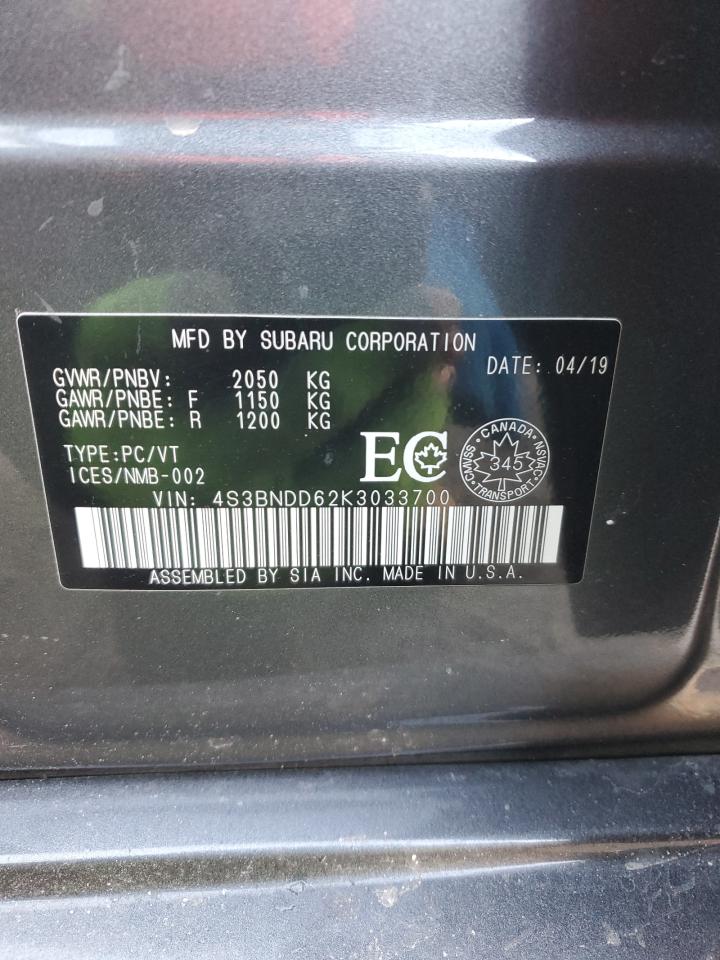 MFD BY SUBARU CORPORATION
DATE: 04/19
GVWR/PNBV: 2050 KG
GAWR/PNBE: F 1150 KG
GAWR/PNBE: R 1200 KG
TYPE:PC/VT
ICES/NMB-002
EC
CMVSS · CANADA · NSVAC
345
TRANSPORT
VIN: 4S3BNDD62K3033700
ASSEMBLED BY SIA INC. MADE IN U.S.A.